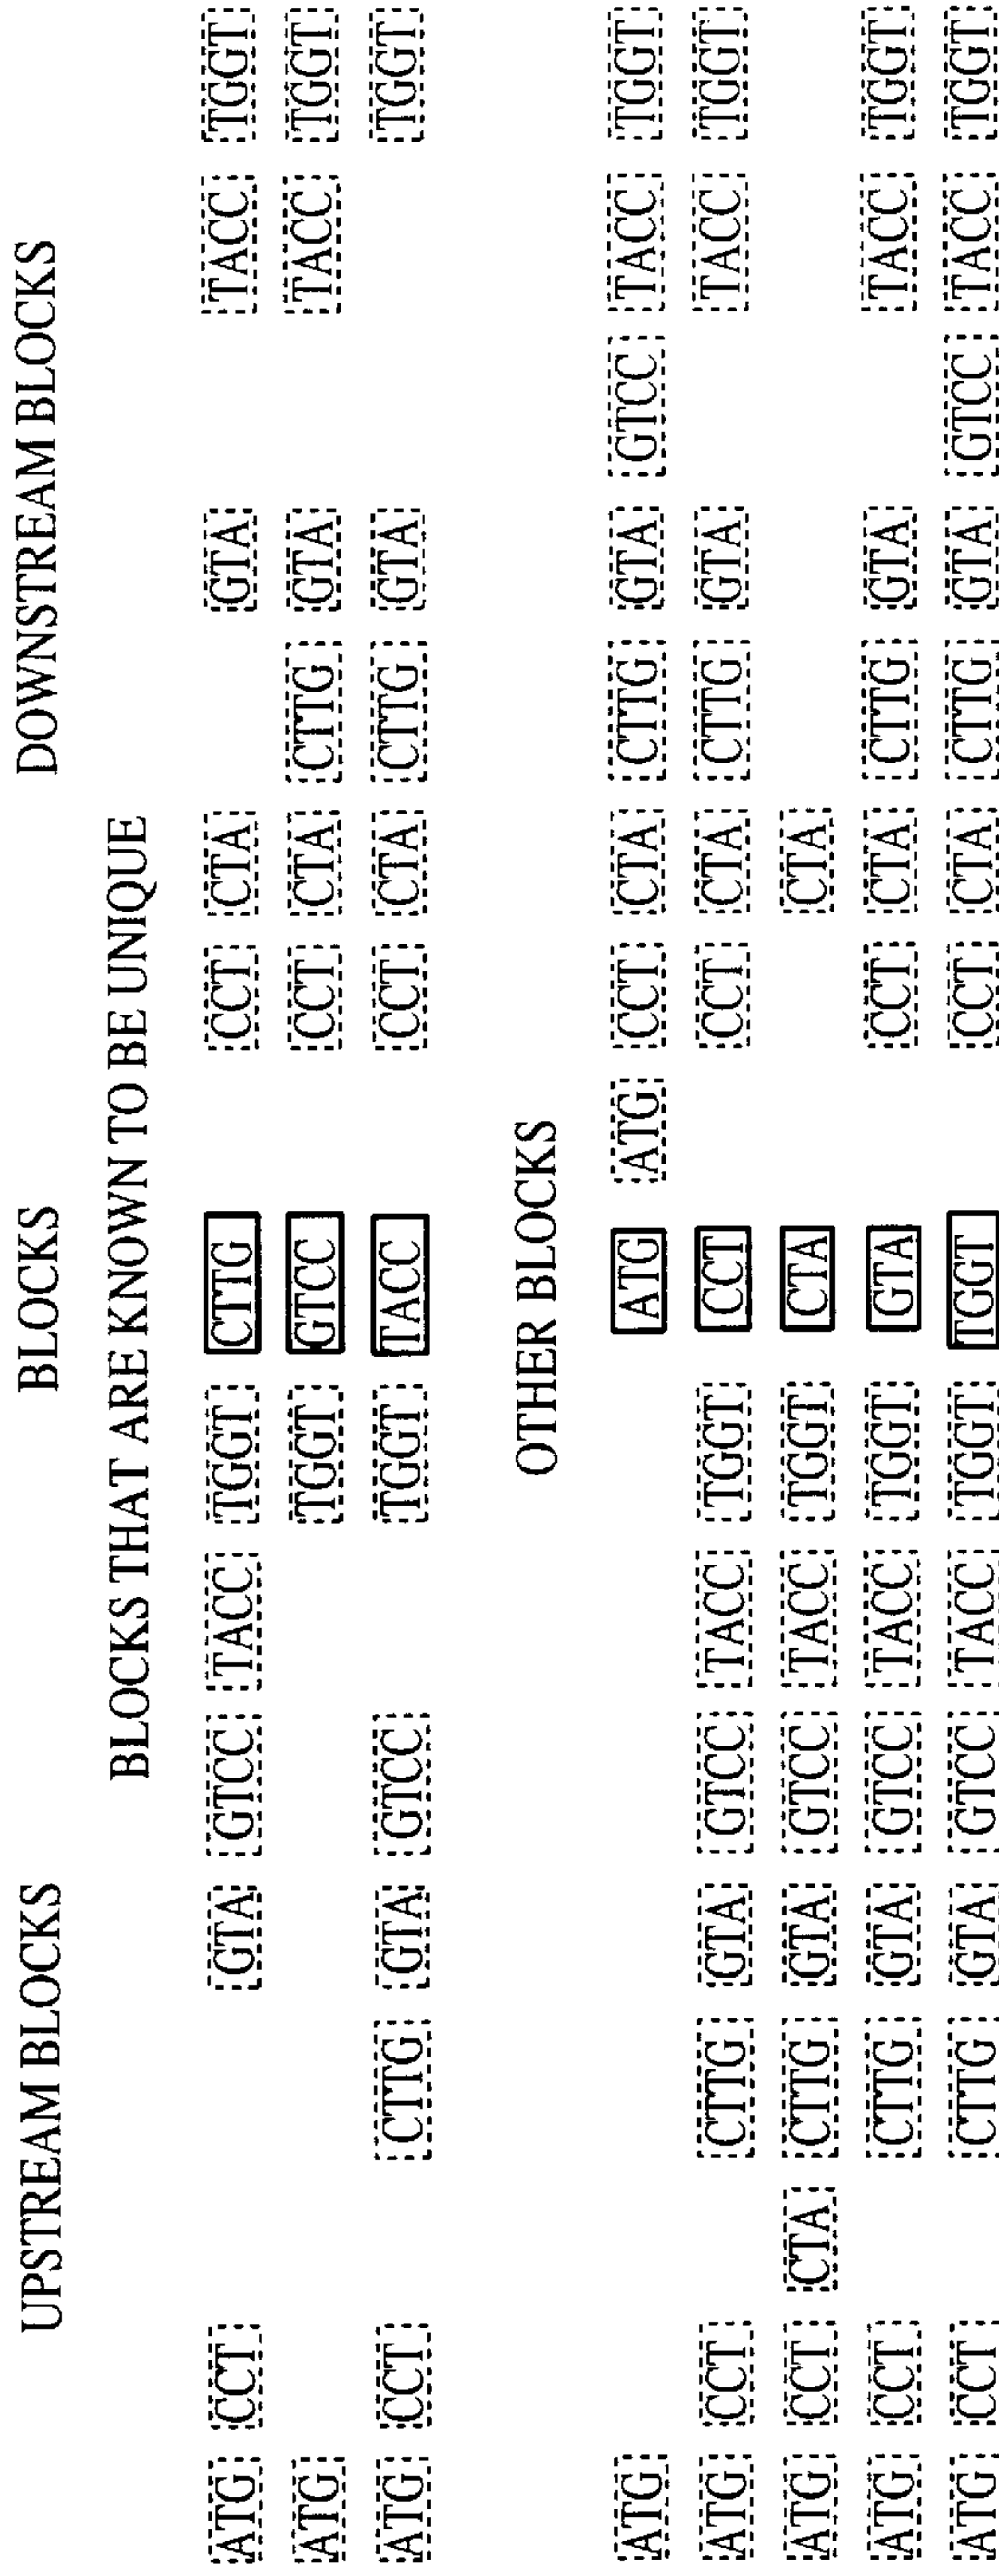 UPSTREAM BLOCKS BLOCKS DOWNSTREAM BLOCKS
BLOCKS THAT ARE KNOWN TO BE UNIQUE
ATG CCT GTA GTCC TACC TGGT CTTG CCT CTA GTA TACC TGGT
ATG TGGT GTCC CCT CTA CTTG GTA TACC TGGT
ATG CCT CTTG GTA GTCC TGGT TACC CCT CTA CTTG GTA TGGT
OTHER BLOCKS
ATG ATG ATG CCT CTA CTTG GTA GTCC TACC TGGT
ATG CCT CTTG GTA GTCC TACC TGGT CCT CCT CTA CTTG GTA TACC TGGT
ATG CCT CTA CTTG GTA GTCC TACC TGGT CTA CTA
ATG CCT CTTG GTA GTCC TACC TGGT GTA CCT CTA CTTG GTA TACC TGGT
ATG CCT CTTG GTA GTCC TACC TGGT TGGT CCT CTA CTTG GTA GTCC TACC TGGT